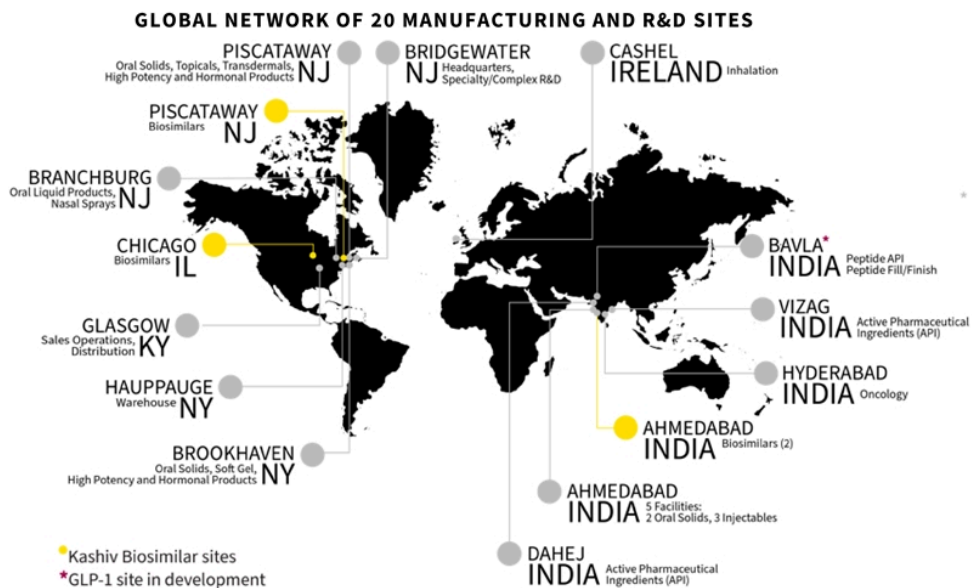 GLOBAL NETWORK OF 20 MANUFACTURING AND R&D SITES
PISCATAWAY
Oral Solids, Topicals, Transdermals,
High Potency and Hormonal Products NJ
BRIDGEWATER
NJ Headquarters,
Specialty/Complex R&D
CASHEL
IRELAND Inhalation
PISCATAWAY
Biosimilars NJ
BRANCHBURG
Oral Liquid Products,
Nasal Sprays NJ
CHICAGO
Biosimilars IL
BAVLA*
INDIA Peptide API
Peptide Fill/Finish
VIZAG
INDIA Active Pharmaceutical
Ingredients (API)
GLASGOW
Sales Operations,
Distribution KY
HYDERABAD
INDIA Oncology
HAUPPAUGE
Warehouse NY
AHMEDABAD
INDIA Biosimilars (2)
BROOKHAVEN
Oral Solids, Soft Gel,
High Potency and Hormonal Products NY
AHMEDABAD
INDIA 5 Facilities:
2 Oral Solids, 3 Injectables
DAHEJ
INDIA Active Pharmaceutical
Ingredients (API)
Kashiv Biosimilar sites
*GLP-1 site in development